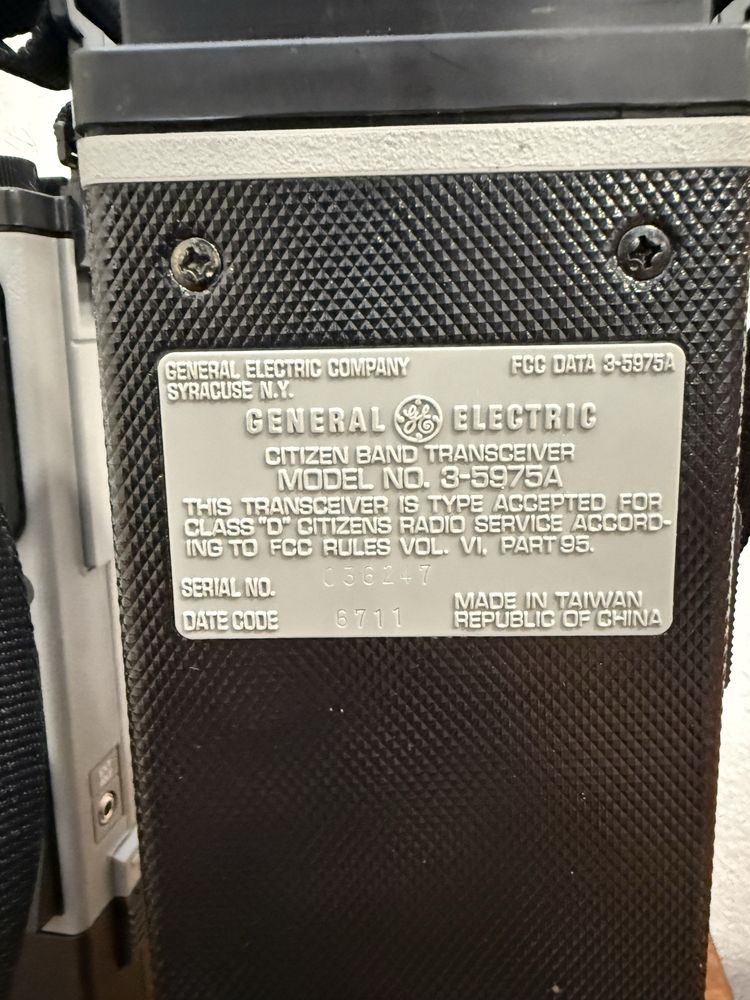 GENERAL ELECTRIC COMPANY FCC DATA 3-5975A
SYRACUSE N.Y.
GENERAL GE ELECTRIC
CITIZEN BAND TRANSCEIVER
MODEL NO. 3-5975A
THIS TRANSCEIVER IS TYPE ACCEPTED FOR
CLASS "D" CITIZENS RADIO SERVICE ACCORD-
ING TO FCC RULES VOL. VI. PART 95.
SERIAL NO. 036247
DATE CODE 6711
MADE IN TAIWAN
REPUBLIC OF CHINA